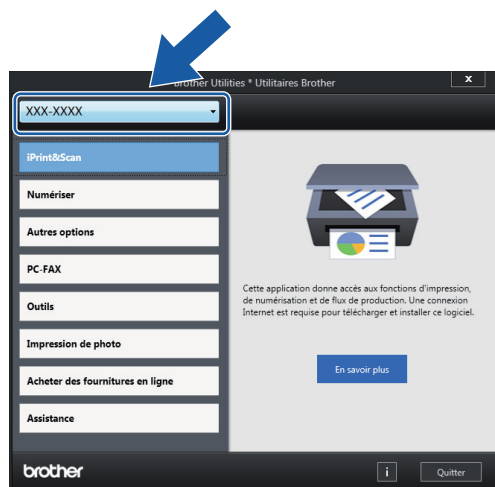 Brother Utilities * Utilitaires Brother
x
XXX-XXXX
iPrint&Scan
Numériser
Autres options
PC-FAX
Outils
Impression de photo
Acheter des fournitures en ligne
Assistance
Cette application donne accès aux fonctions d'impression,
de numérisation et de flux de production. Une connexion
Internet est requise pour télécharger et installer ce logiciel.
En savoir plus
brother
i
Quitter